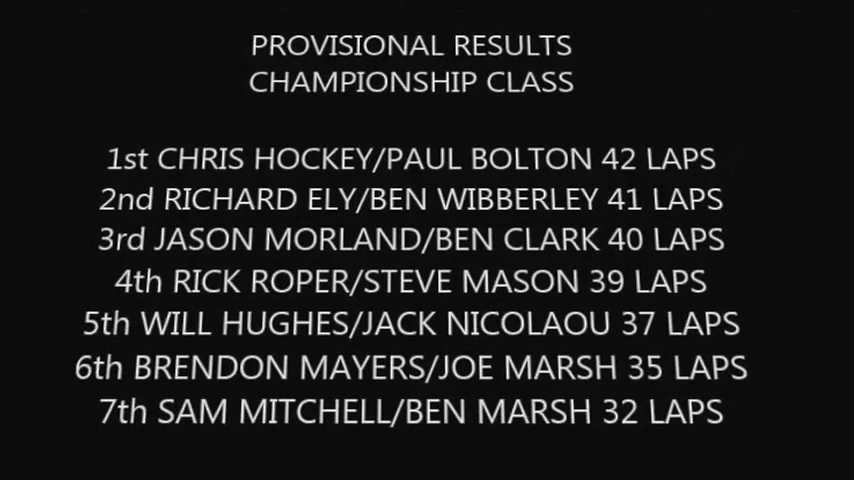 PROVISIONAL RESULTS
CHAMPIONSHIP CLASS
1st CHRIS HOCKEY/PAUL BOLTON 42 LAPS
2nd RICHARD ELY/BEN WIBBERLEY 41 LAPS
3rd JASON MORLAND/BEN CLARK 40 LAPS
4th RICK ROPER/STEVE MASON 39 LAPS
5th WILL HUGHES/JACK NICOLAOU 37 LAPS
6th BRENDON MAYERS/JOE MARSH 35 LAPS
7th SAM MITCHELL/BEN MARSH 32 LAPS